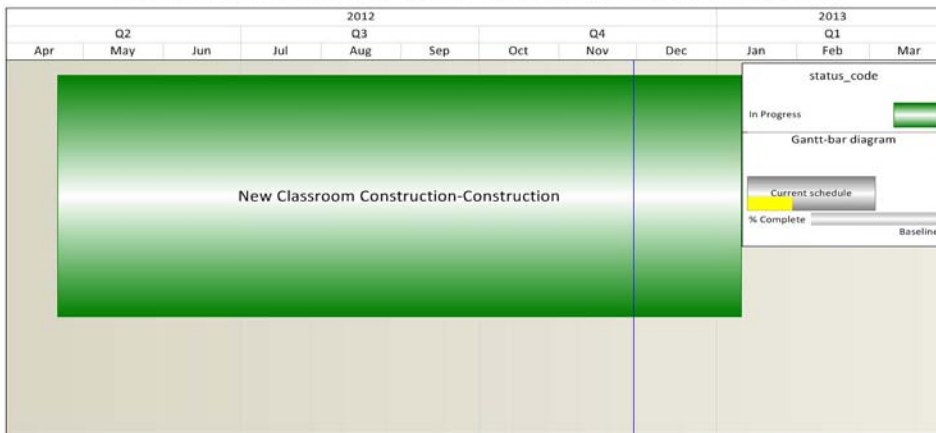 2012 2013
Q2 Q3 Q4 Q1
Apr May Jun Jul Aug Sep Oct Nov Dec Jan Feb Mar
status_code
In Progress
Gantt-bar diagram
New Classroom Construction-Construction
Current schedule
% Complete
Baseline